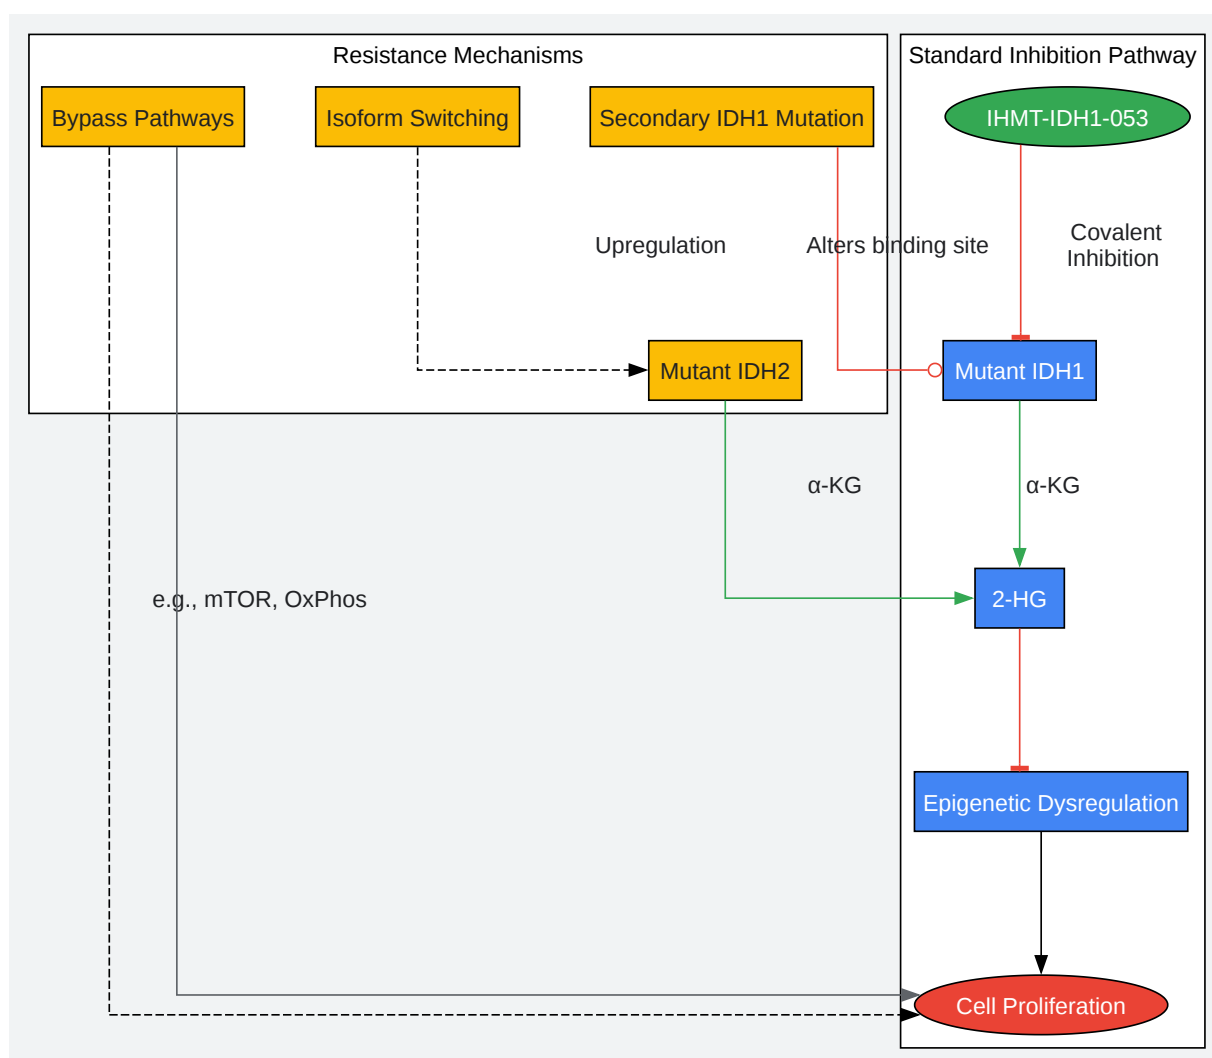 Resistance Mechanisms
Standard Inhibition Pathway
Bypass Pathways
Isoform Switching
Secondary IDH1 Mutation
IHMT-IDH1-053
Upregulation
Alters binding site
Covalent
Inhibition
Mutant IDH2
Mutant IDH1
α-KG
α-KG
e.g., mTOR, OxPhos
2-HG
Epigenetic Dysregulation
Cell Proliferation